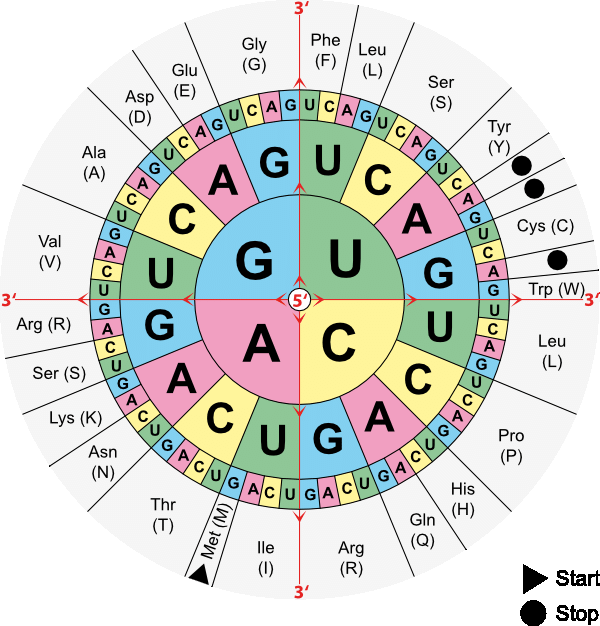 3‘
Phe
(F)
Leu
(L)
Ser
(S)
Tyr
(Y)
Cys (C)
Trp (W)
3‘
Leu
(L)
Pro
(P)
His
(H)
Gln
(Q)
Arg
(R)
3‘
Ile
(I)
Met (M)
Thr
(T)
Asn
(N)
Lys (K)
Ser (S)
Arg (R)
3‘
Val
(V)
Ala
(A)
Asp
(D)
Glu
(E)
Gly
(G)
U C A G U C A G U C A G U C A G
U C A G U C A G U C A G U C A G
U C A G U C A G U C A G U C A G
U C A G U C A G U C A G U C A G
U C A G
U C A G
U C A G
U C A G
U C A G
5‘
Start
Stop